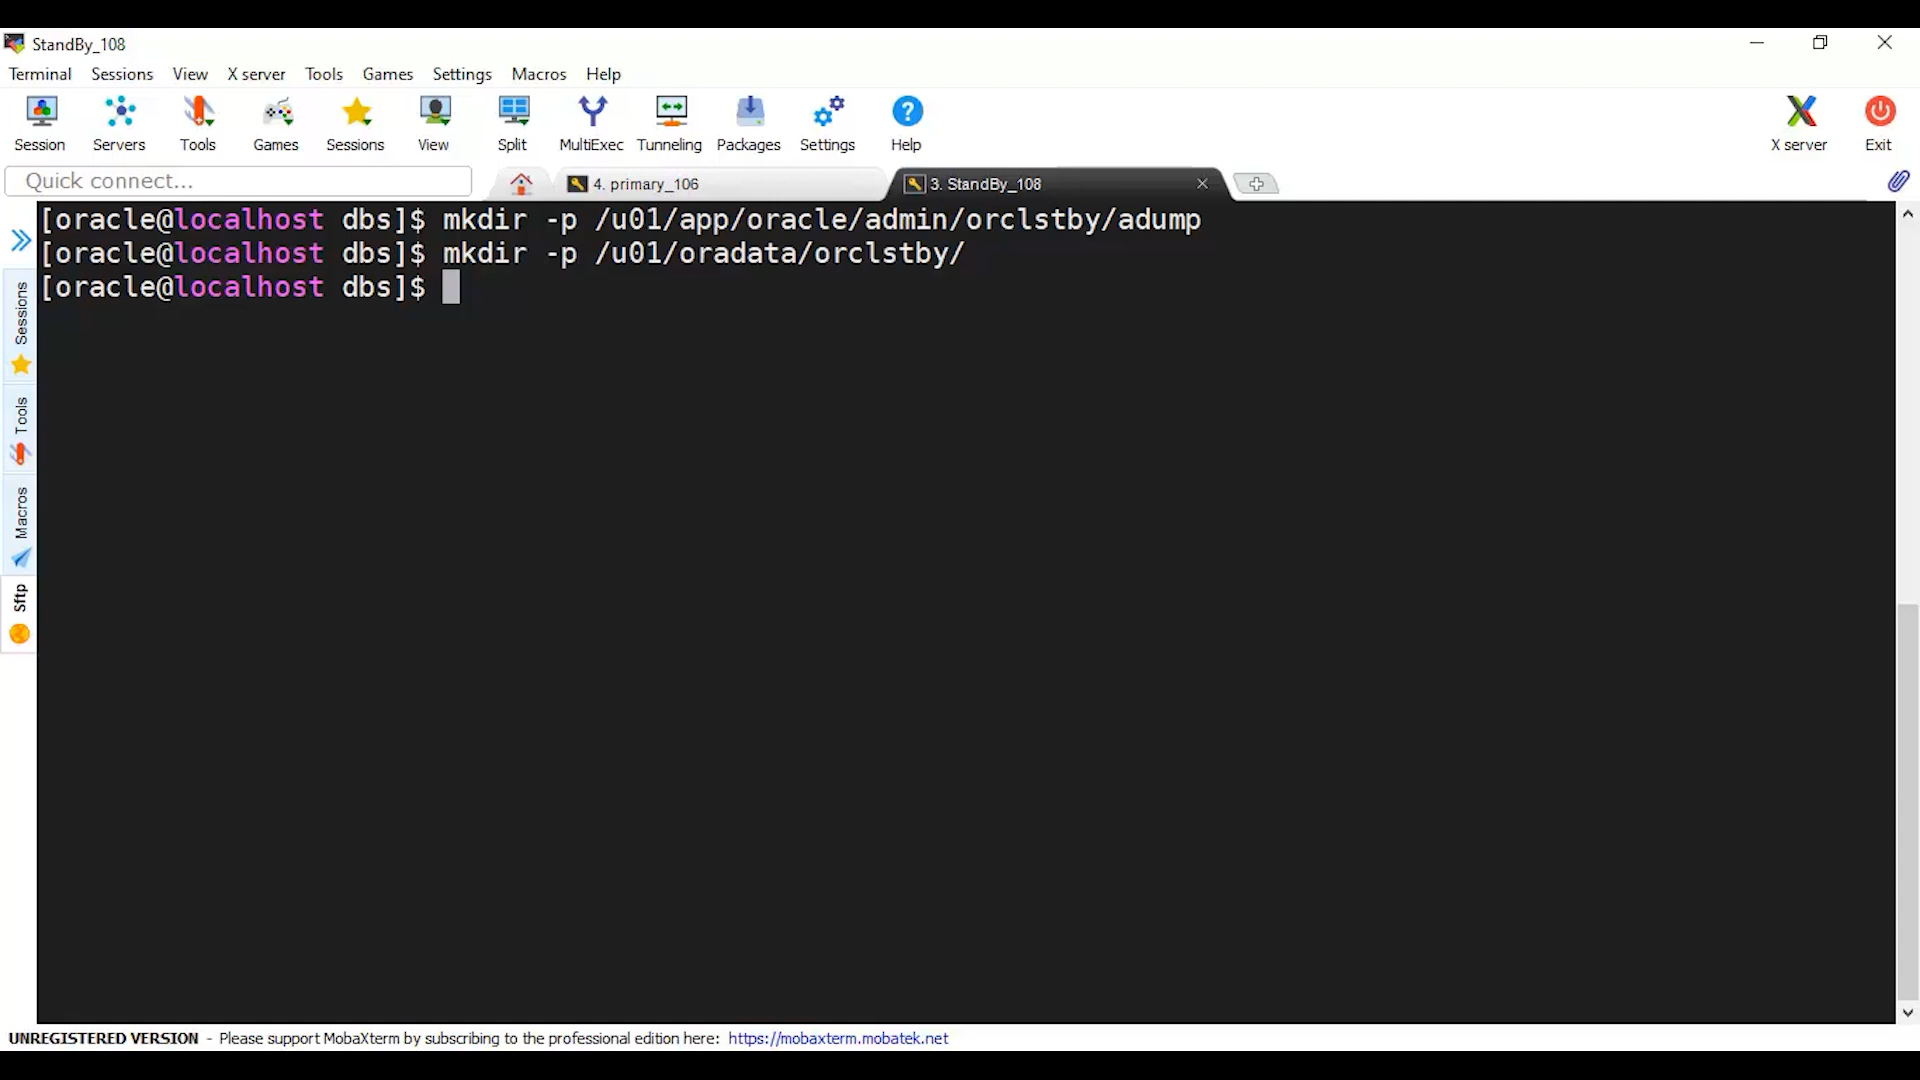 StandBy_108
Terminal Sessions View X server Tools Games Settings Macros Help
Session Servers Tools Games Sessions View Split MultiExec Tunneling Packages Settings Help X server Exit
Quick connect... 4. primary_106 3. StandBy_108
[oracle@localhost dbs]$ mkdir -p /u01/app/oracle/admin/orclstby/adump
[oracle@localhost dbs]$ mkdir -p /u01/oradata/orclstby/
[oracle@localhost dbs]$
Sessions
Tools
Macros
Sftp
UNREGISTERED VERSION - Please support MobaXterm by subscribing to the professional edition here: https://mobaxterm.mobatek.net